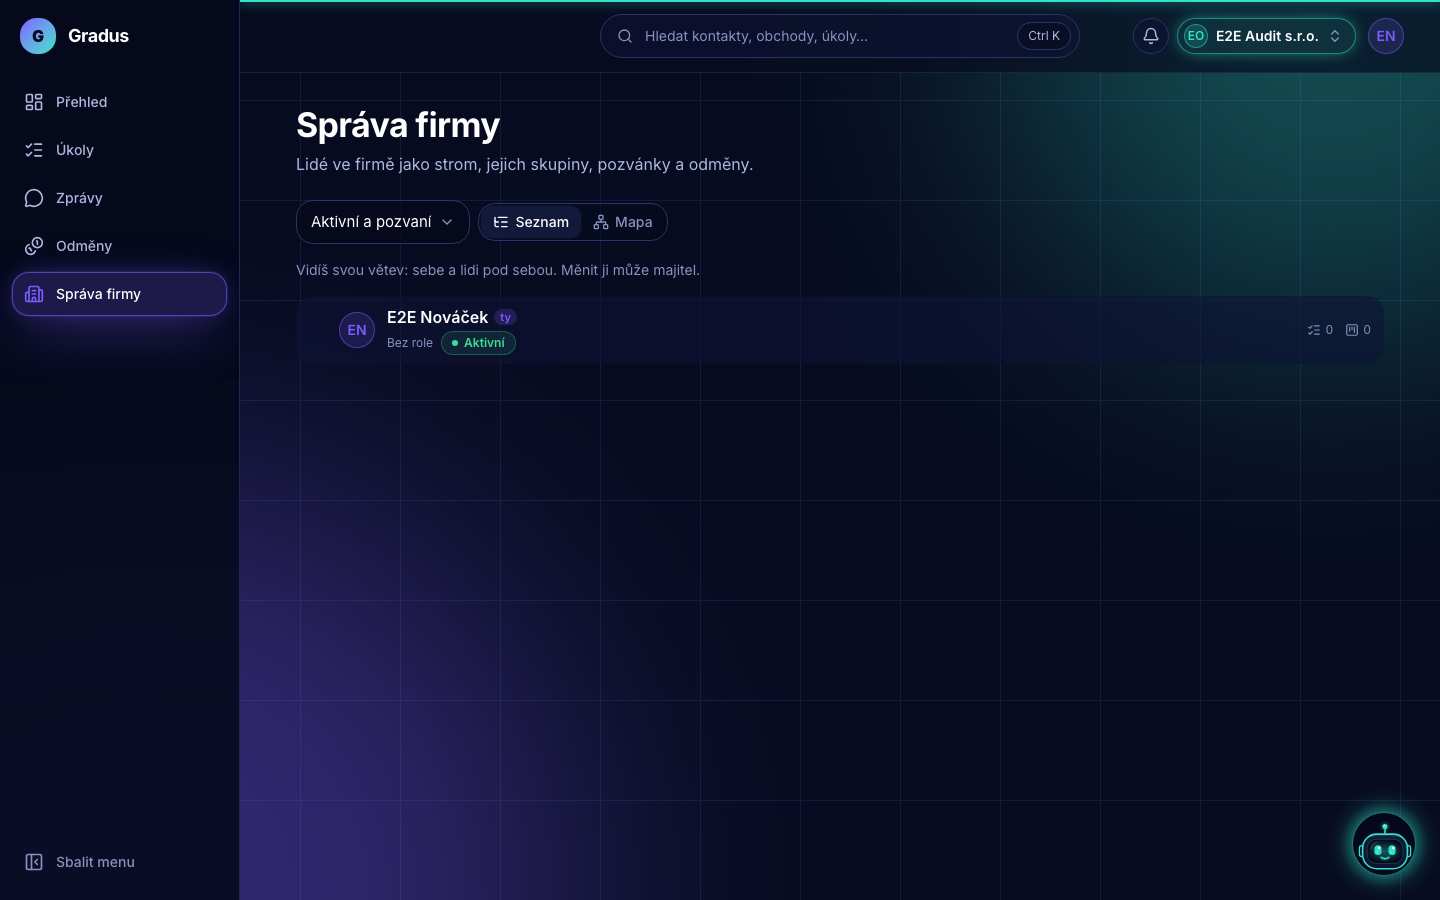 G Gradus
Hledat kontakty, obchody, úkoly...
Ctrl K
EO E2E Audit s.r.o.
EN
Přehled
Úkoly
Zprávy
Odměny
Správa firmy
Sbalit menu
Správa firmy
Lidé ve firmě jako strom, jejich skupiny, pozvánky a odměny.
Aktivní a pozvaní
Seznam
Mapa
Vidíš svou větev: sebe a lidi pod sebou. Měnit ji může majitel.
EN
E2E Nováček ty
Bez role Aktivní
0 0